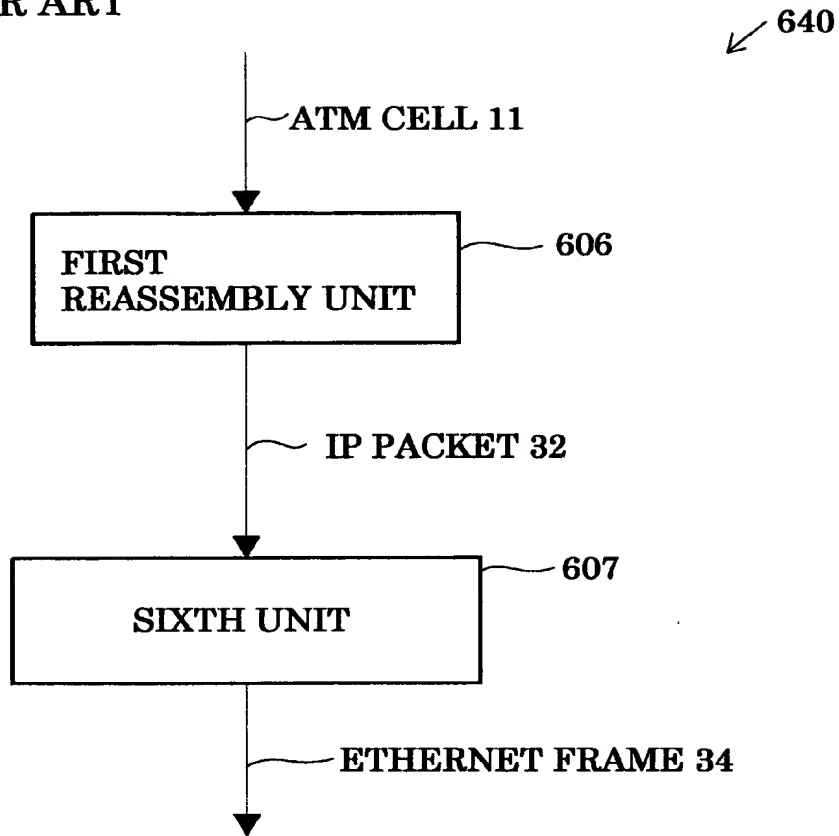 R ART
640
ATM CELL 11
606
FIRST
REASSEMBLY UNIT
IP PACKET 32
607
SIXTH UNIT
ETHERNET FRAME 34